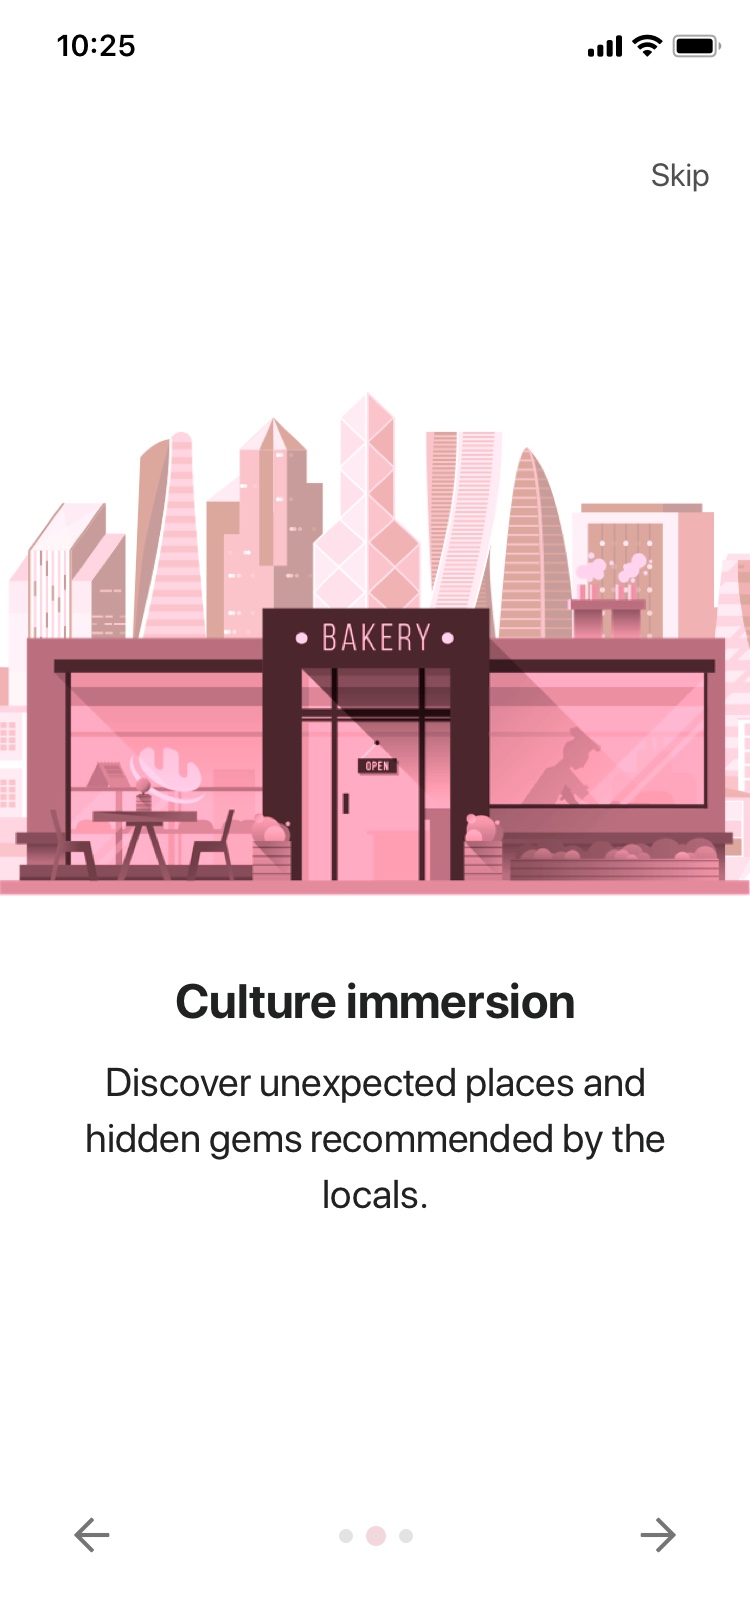 10:25
Skip
BAKERY
OPEN
Culture immersion
Discover unexpected places and
hidden gems recommended by the
locals.